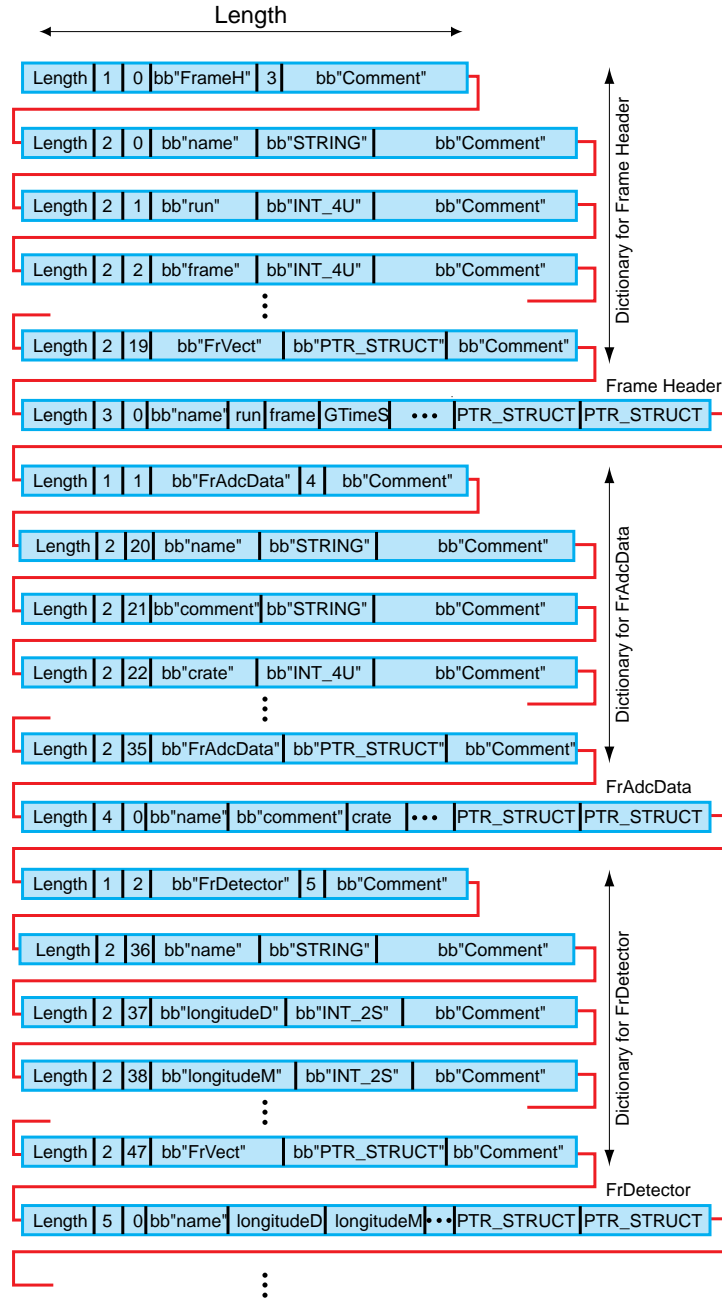 Length
Length 1 0 bb"FrameH" 3 bb"Comment"
Length 2 0 bb"name" bb"STRING" bb"Comment"
Length 2 1 bb"run" bb"INT_4U" bb"Comment"
Length 2 2 bb"frame" bb"INT_4U" bb"Comment"
Dictionary for Frame Header
Length 2 19 bb"FrVect" bb"PTR_STRUCT" bb"Comment"
Frame Header
Length 3 0 bb"name" run frame GTimeS ••• PTR_STRUCT PTR_STRUCT
Length 1 1 bb"FrAdcData" 4 bb"Comment"
Length 2 20 bb"name" bb"STRING" bb"Comment"
Length 2 21 bb"comment" bb"STRING" bb"Comment"
Length 2 22 bb"crate" bb"INT_4U" bb"Comment"
Dictionary for FrAdcData
Length 2 35 bb"FrAdcData" bb"PTR_STRUCT" bb"Comment"
FrAdcData
Length 4 0 bb"name" bb"comment" crate ••• PTR_STRUCT PTR_STRUCT
Length 1 2 bb"FrDetector" 5 bb"Comment"
Length 2 36 bb"name" bb"STRING" bb"Comment"
Length 2 37 bb"longitudeD" bb"INT_2S" bb"Comment"
Length 2 38 bb"longitudeM" bb"INT_2S" bb"Comment"
Dictionary for FrDetector
Length 2 47 bb"FrVect" bb"PTR_STRUCT" bb"Comment"
FrDetector
Length 5 0 bb"name" longitudeD longitudeM ••• PTR_STRUCT PTR_STRUCT